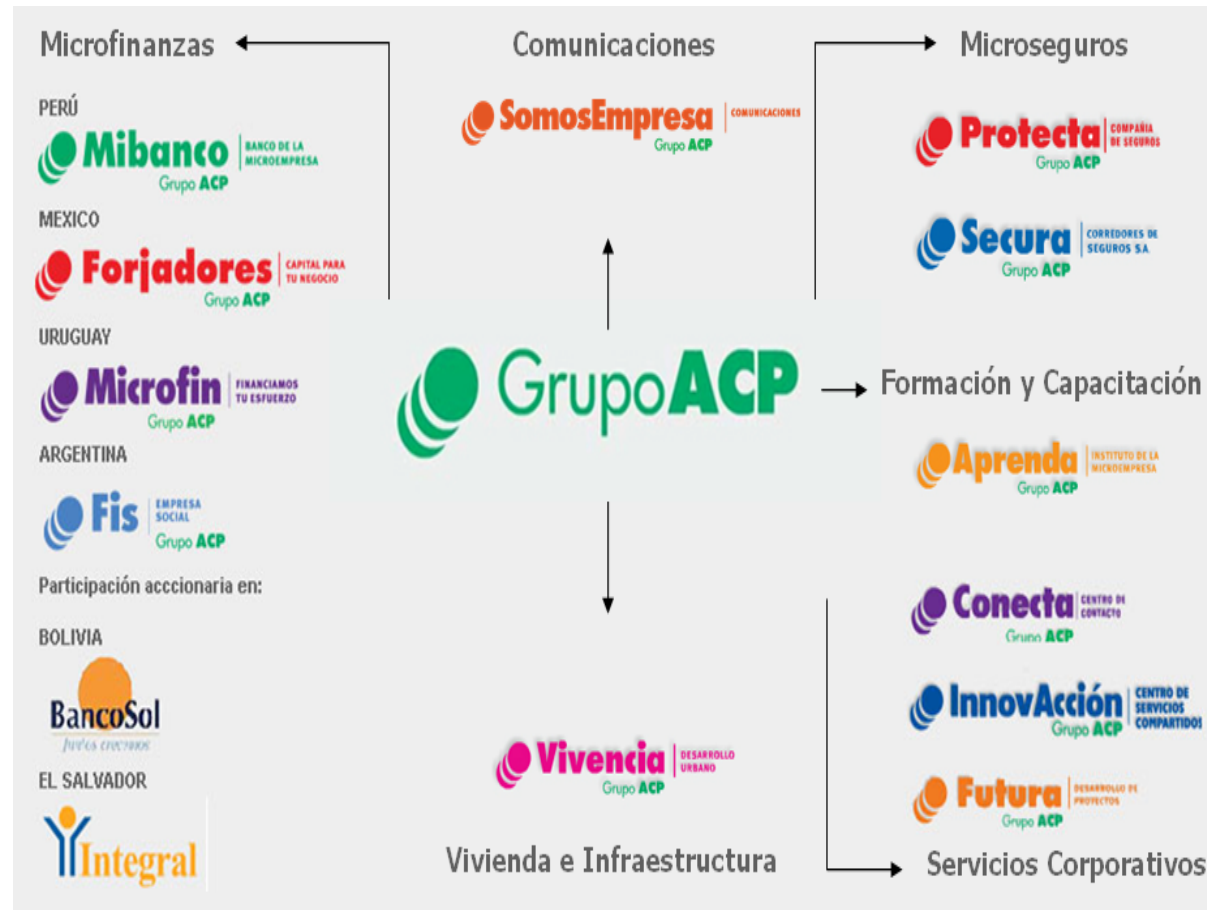 Microfinanzas
PERÚ
Mibanco
BANCO DE LA
MICROEMPRESA
Grupo ACP
MEXICO
Forjadores
CAPITAL PARA
TU NEGOCIO
Grupo ACP
URUGUAY
Microfin
FINANCIAMOS
TU ESFUERZO
Grupo ACP
ARGENTINA
Fis
EMPRESA
SOCIAL
Grupo ACP
Participación acccionaria en:
BOLIVIA
BancoSol
Juntos crecemos
EL SALVADOR
Integral
Comunicaciones
SomosEmpresa
COMUNICACIONES
Grupo ACP
GrupoACP
Vivencia
DESARROLLO
URBANO
Grupo ACP
Vivienda e Infraestructura
Microseguros
Protecta
COMPAÑIA
DE SEGUROS
Grupo ACP
Secura
CORREDORES DE
SEGUROS S.A.
Grupo ACP
Formación y Capacitación
Aprenda
INSTITUTO DE LA
MICROEMPRESA
Grupo ACP
Conecta
CENTRO DE
CONTACTO
Grupo ACP
InnovAcción
CENTRO DE
SERVICIOS
COMPARTIDOS
Grupo ACP
Futura
DESARROLLO DE
PROYECTOS
Grupo ACP
Servicios Corporativos